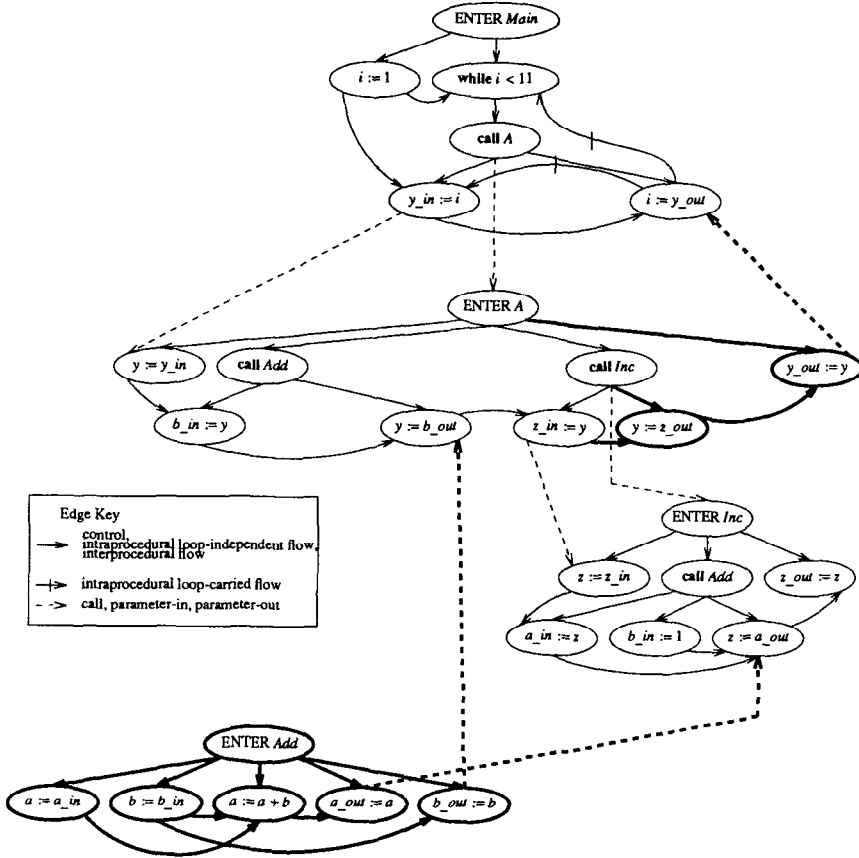 ENTER Main
i := 1
while i < 11
call A
y_in := i
i := y_out
ENTER A
y := y_in
call Add
call Inc
y_out := y
b_in := y
y := b_out
z_in := y
y := z_out
Edge Key
control,
intraprocedural loop-independent flow,
interprocedural flow
intraprocedural loop-carried flow
call, parameter-in, parameter-out
ENTER Inc
z := z_in
call Add
z_out := z
a_in := z
b_in := 1
z := a_out
ENTER Add
a := a_in
b := b_in
a := a + b
a_out := a
b_out := b